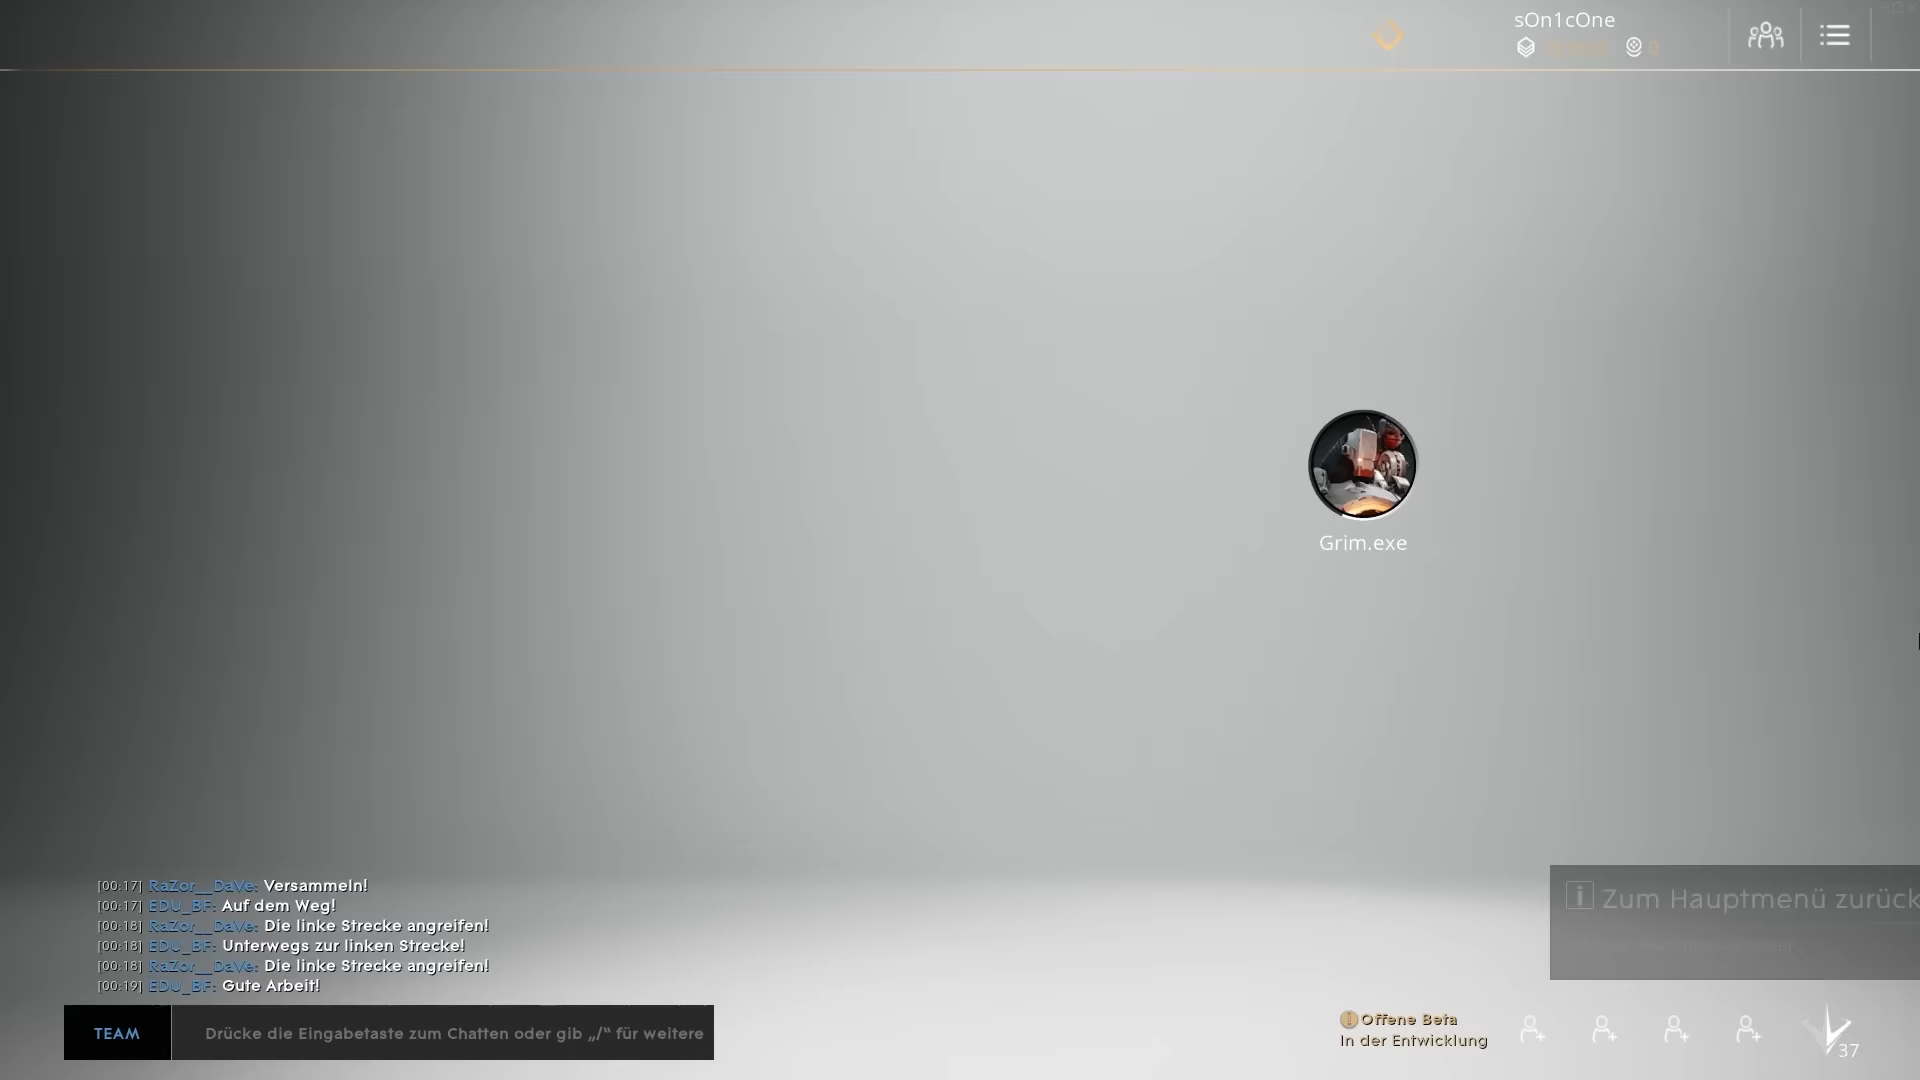 sOn1cOne
Grim.exe
[00:17] RaZor__DaVe: Versammeln!
[00:17] EDU_BF: Auf dem Weg!
[00:18] RaZor__DaVe: Die linke Strecke angreifen!
[00:18] EDU_BF: Unterwegs zur linken Strecke!
[00:18] RaZor__DaVe: Die linke Strecke angreifen!
[00:19] EDU_BF: Gute Arbeit!
Zum Hauptmenü zurück
TEAM
Drücke die Eingabetaste zum Chatten oder gib „/“ für weitere
Offene Beta
In der Entwicklung
37